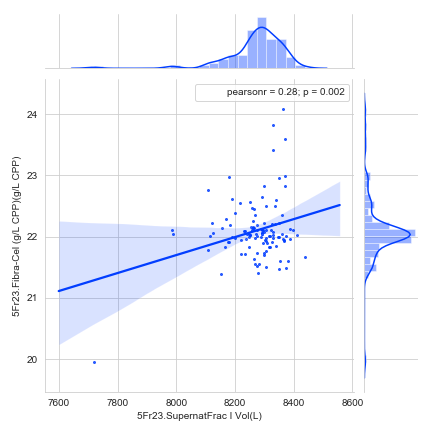 pearsonr = 0.28; p = 0.002
24
23
22
21
20
5Fr23.Fibra-Cel (g/L CPP)(g/L CPP)
7600 7800 8000 8200 8400 8600
5Fr23.SupernatFrac I Vol(L)